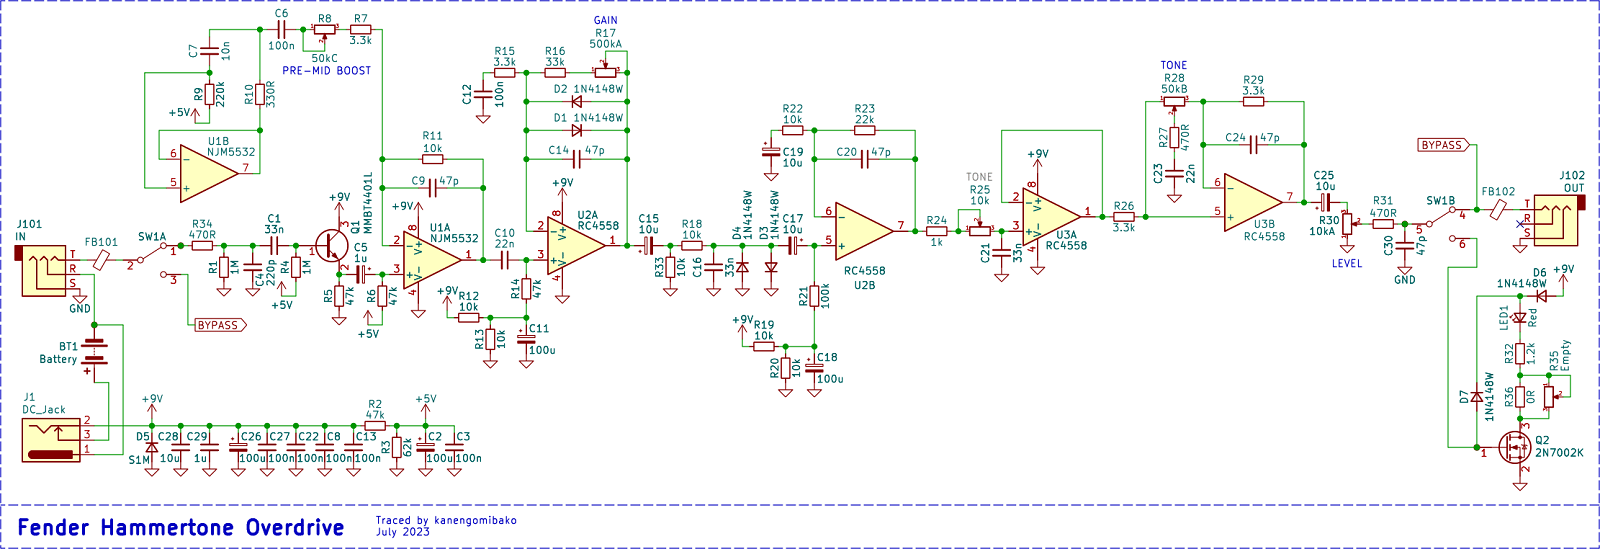 C6
100n
R8
50kC
R7
3.3k
PRE-MID BOOST
C7
10n
R9
220k
+5V
R10
330R
U1B
NJM5532
6
5
7
R11
10k
C9
47p
+9V
U1A
NJM5532
8
V+
V−
2
3
1
4
J101
IN
T
R
S
GND
FB101
SW1A
1
2
3
BYPASS
R34
470R
R1
1M
C4
220p
C1
33n
R4
1M
+5V
+9V
Q1
MMBT4401L
3
1
2
R5
47k
C5
1u
R6
47k
+5V
C10
22n
+9V
R12
10k
R13
10k
R14
47k
C11
100u
GAIN
R17
500kA
R15
3.3k
R16
33k
C12
100n
D2 1N4148W
D1 1N4148W
C14
47p
+9V
U2A
RC4558
8
V+
V−
2
3
1
4
C15
10u
R33
10k
R18
10k
C16
33n
D4
1N4148W
D3
1N4148W
C17
10u
+9V
R19
10k
R20
10k
R21
100k
C18
100u
R22
10k
C19
10u
R23
22k
C20
47p
6
5
7
RC4558
U2B
R24
1k
TONE
R25
10k
C21
33n
+9V
8
V+
V−
2
3
1
4
U3A
RC4558
R26
3.3k
TONE
R28
50kB
R27
470R
C23
22n
R29
3.3k
C24
47p
6
5
7
U3B
RC4558
C25
10u
R30
10kA
LEVEL
R31
470R
C30
47p
GND
SW1B
4
5
6
BYPASS
FB102
J102
OUT
T
R
S
D6
1N4148W
+9V
LED1
Red
R32
1.2k
R35
Empty
R36
0R
D7
1N4148W
Q2
2N7002K
3
1
2
BT1
Battery
+
J1
DC_Jack
2
3
1
+9V
D5
S1M
C28
10u
C29
1u
C26
100u
C27
100n
C22
100n
C8
100n
C13
100n
R2
47k
R3
62k
+5V
C2
100u
C3
100n
Fender Hammertone Overdrive
Traced by kanengomibako
July 2023